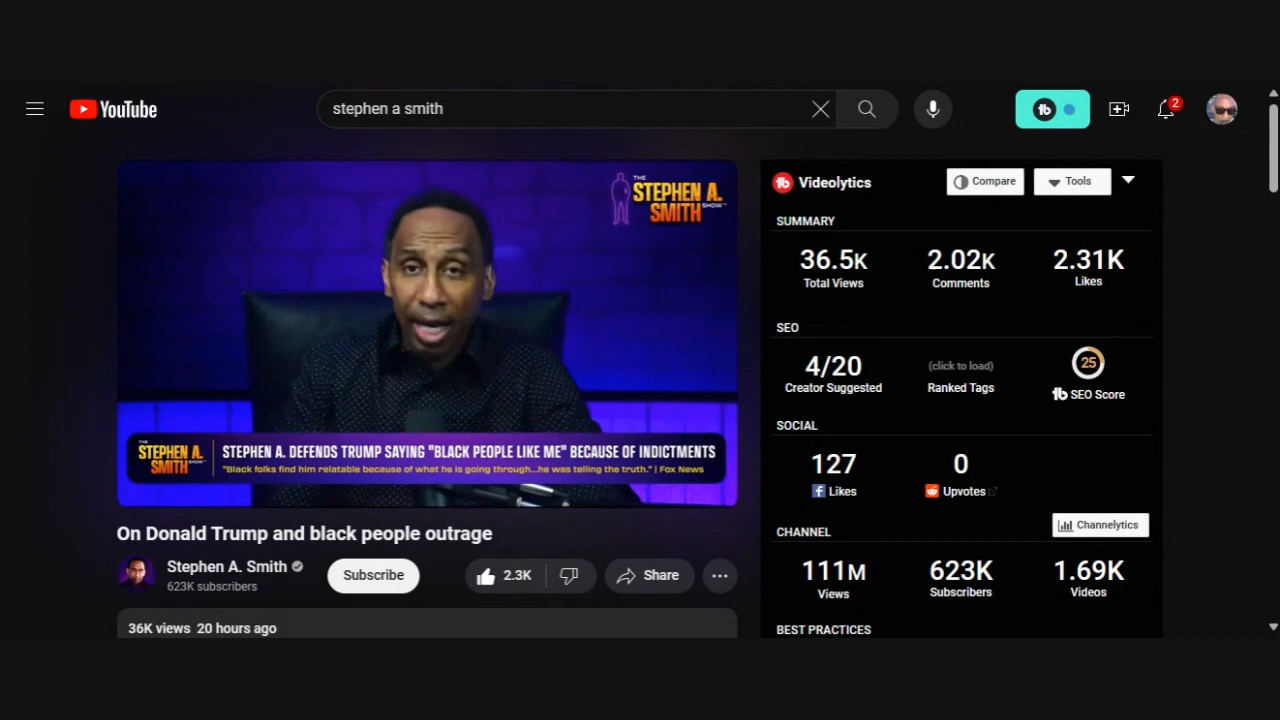 YouTube
stephen a smith
2
THE
STEPHEN A.
SMITH
SHOW
THE
STEPHEN A.
SMITH
SHOW
STEPHEN A. DEFENDS TRUMP SAYING "BLACK PEOPLE LIKE ME" BECAUSE OF INDICTMENTS
"Black folks find him relatable because of what he is going through...he was telling the truth." | Fox News
On Donald Trump and black people outrage
Stephen A. Smith
623K subscribers
Subscribe
2.3K
Share
36K views 20 hours ago
Videolytics
Compare
Tools
SUMMARY
36.5K 2.02K 2.31K
Total Views Comments Likes
SEO
4/20 (click to load) 25
Creator Suggested Ranked Tags SEO Score
SOCIAL
127 0
Likes Upvotes
CHANNEL
Channelytics
111M 623K 1.69K
Views Subscribers Videos
BEST PRACTICES